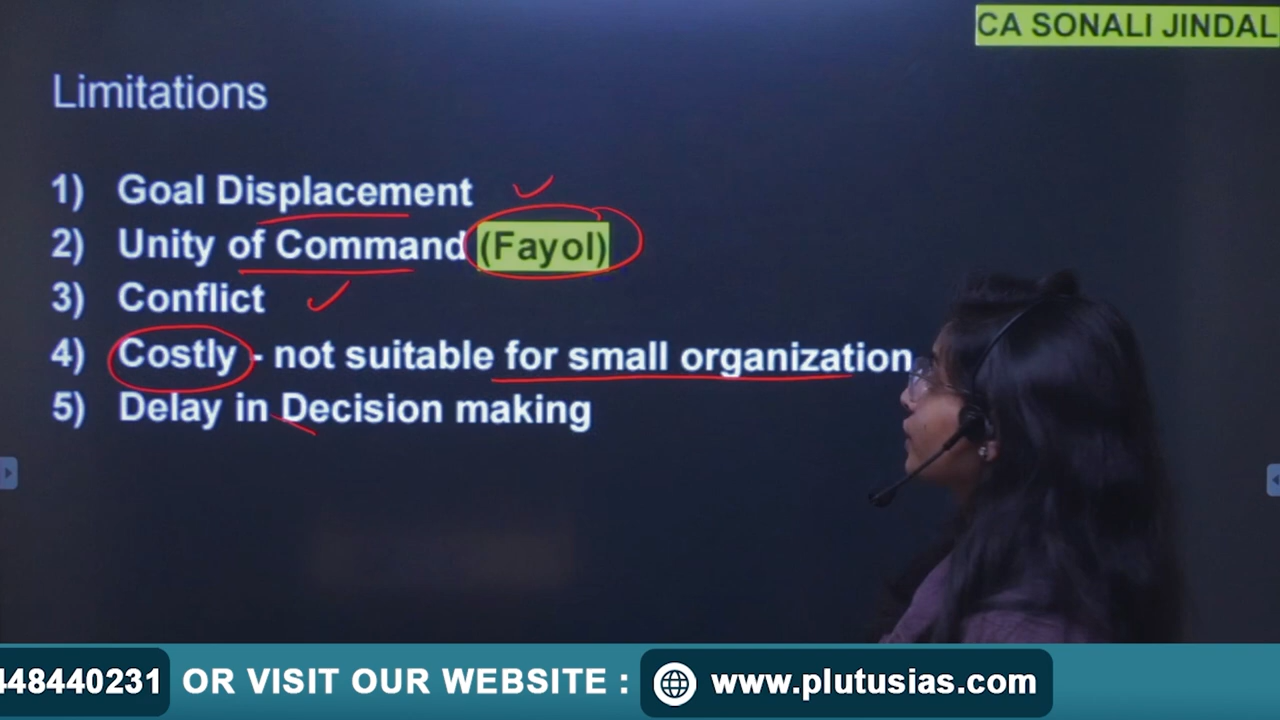 CA SONALI JINDAL
Limitations
1) Goal Displacement
2) Unity of Command (Fayol)
3) Conflict
4) Costly - not suitable for small organization
5) Delay in Decision making
448440231 OR VISIT OUR WEBSITE : www.plutusias.com